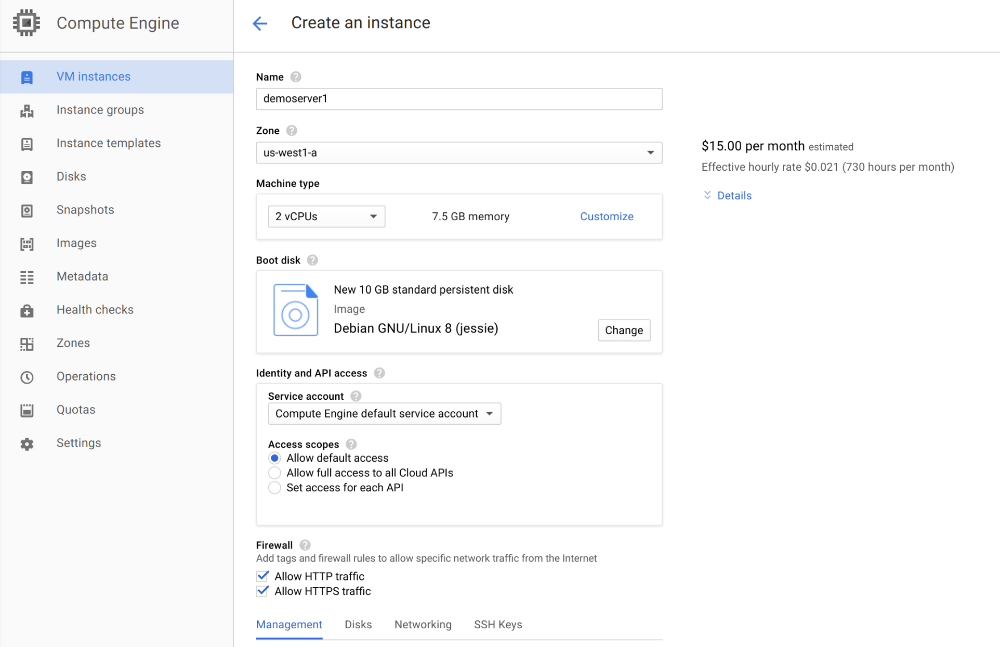 Compute Engine
Create an instance
VM instances
Instance groups
Instance templates
Disks
Snapshots
Images
Metadata
Health checks
Zones
Operations
Quotas
Settings
Name ?
demoserver1
Zone ?
us-west1-a
Machine type
2 vCPUs 7.5 GB memory Customize
Boot disk ?
New 10 GB standard persistent disk
Image
Debian GNU/Linux 8 (jessie)
Change
Identity and API access ?
Service account ?
Compute Engine default service account
Access scopes ?
Allow default access
Allow full access to all Cloud APIs
Set access for each API
Firewall ?
Add tags and firewall rules to allow specific network traffic from the Internet
Allow HTTP traffic
Allow HTTPS traffic
Management Disks Networking SSH Keys
$15.00 per month estimated
Effective hourly rate $0.021 (730 hours per month)
Details